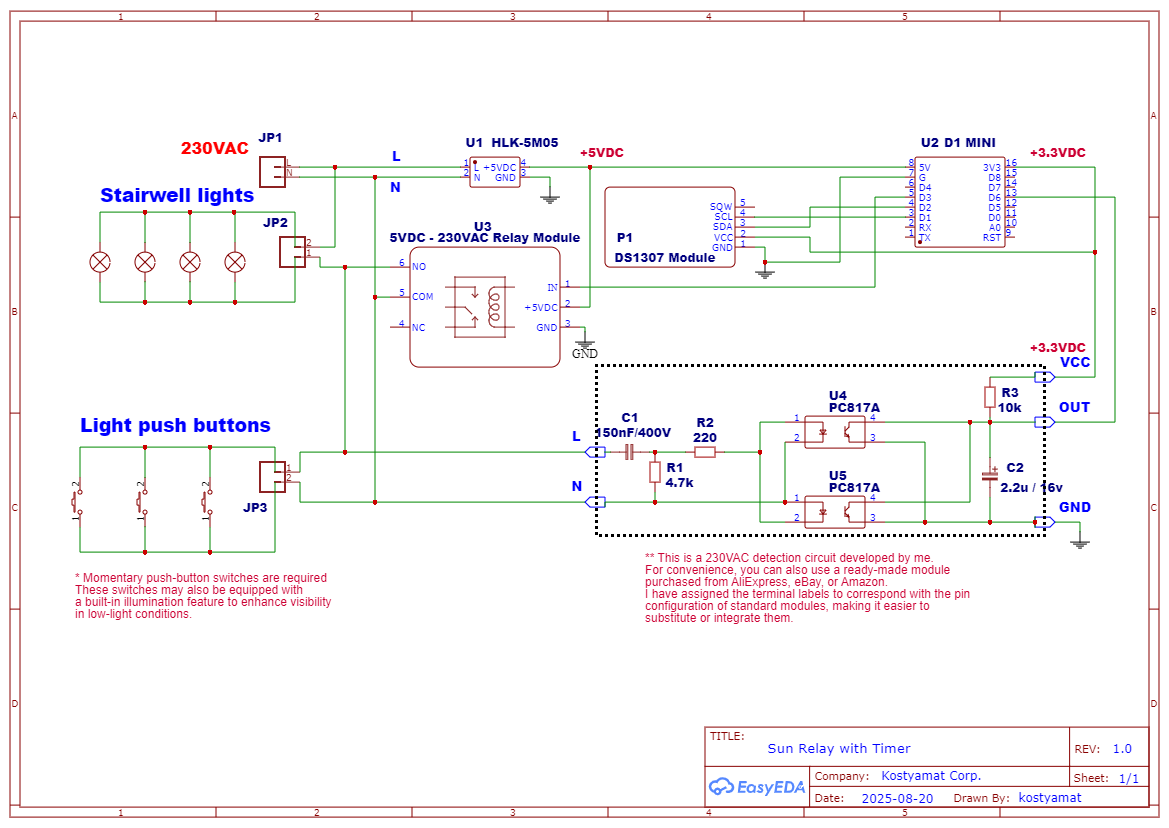 1 2 3 4 5
A A
B B
C C
D D
230VAC
JP1
L
N
L
N
U1 HLK-5M05
1 L +5VDC 4
2 N GND 3
+5VDC
U2 D1 MINI
8 5V 3V3 16
7 G D8 15
6 D4 D7 14
5 D3 D6 13
4 D2 D5 12
3 D1 D0 11
2 RX A0 10
1 TX RST 9
+3.3VDC
Stairwell lights
JP2
2
1
U3
5VDC - 230VAC Relay Module
6 NO
5 COM
4 NC
IN 1
+5VDC 2
GND 3
GND
P1
DS1307 Module
SQW 5
SCL 4
SDA 3
VCC 2
GND 1
+3.3VDC
VCC
OUT
GND
Light push buttons
JP3
1
2
2 2 2
1 1 1
L
N
C1
150nF/400V
R2
220
R1
4.7k
U4
PC817A
1 4
2 3
U5
PC817A
1 4
2 3
R3
10k
C2
2.2u / 16v
* Momentary push-button switches are required
These switches may also be equipped with
a built-in illumination feature to enhance visibility
in low-light conditions.
** This is a 230VAC detection circuit developed by me.
For convenience, you can also use a ready-made module
purchased from AliExpress, eBay, or Amazon.
I have assigned the terminal labels to correspond with the pin
configuration of standard modules, making it easier to
substitute or integrate them.
TITLE:
Sun Relay with Timer
REV: 1.0
EasyEDA
Company: Kostyamat Corp.
Sheet: 1/1
Date: 2025-08-20 Drawn By: kostyamat
1 2 3 4 5